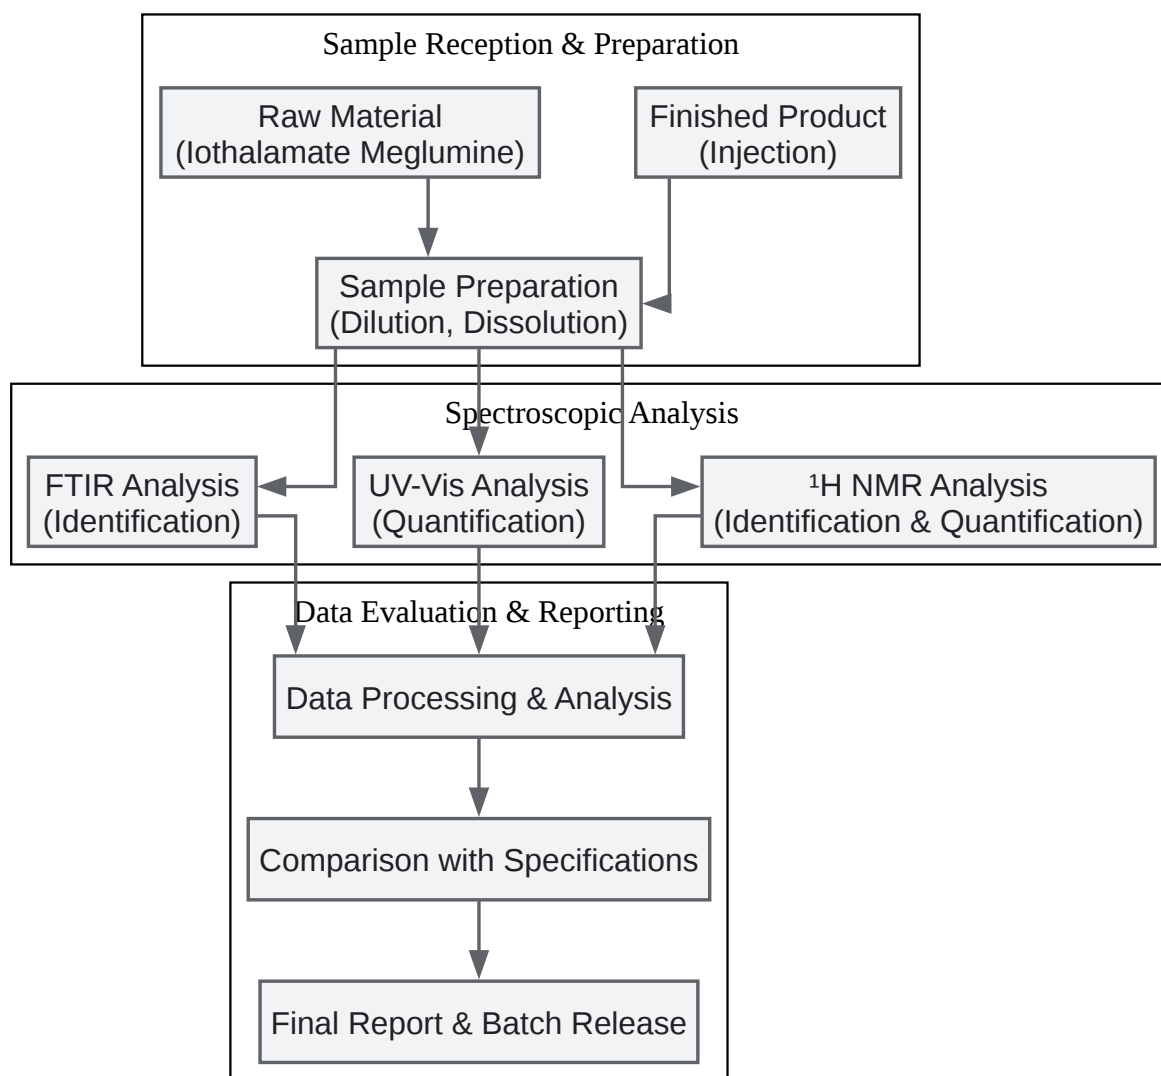 Sample Reception & Preparation
Raw Material
(Iothalamate Meglumine)
Finished Product
(Injection)
Sample Preparation
(Dilution, Dissolution)
Spectroscopic Analysis
FTIR Analysis
(Identification)
UV-Vis Analysis
(Quantification)
¹H NMR Analysis
(Identification & Quantification)
Data Evaluation & Reporting
Data Processing & Analysis
Comparison with Specifications
Final Report & Batch Release